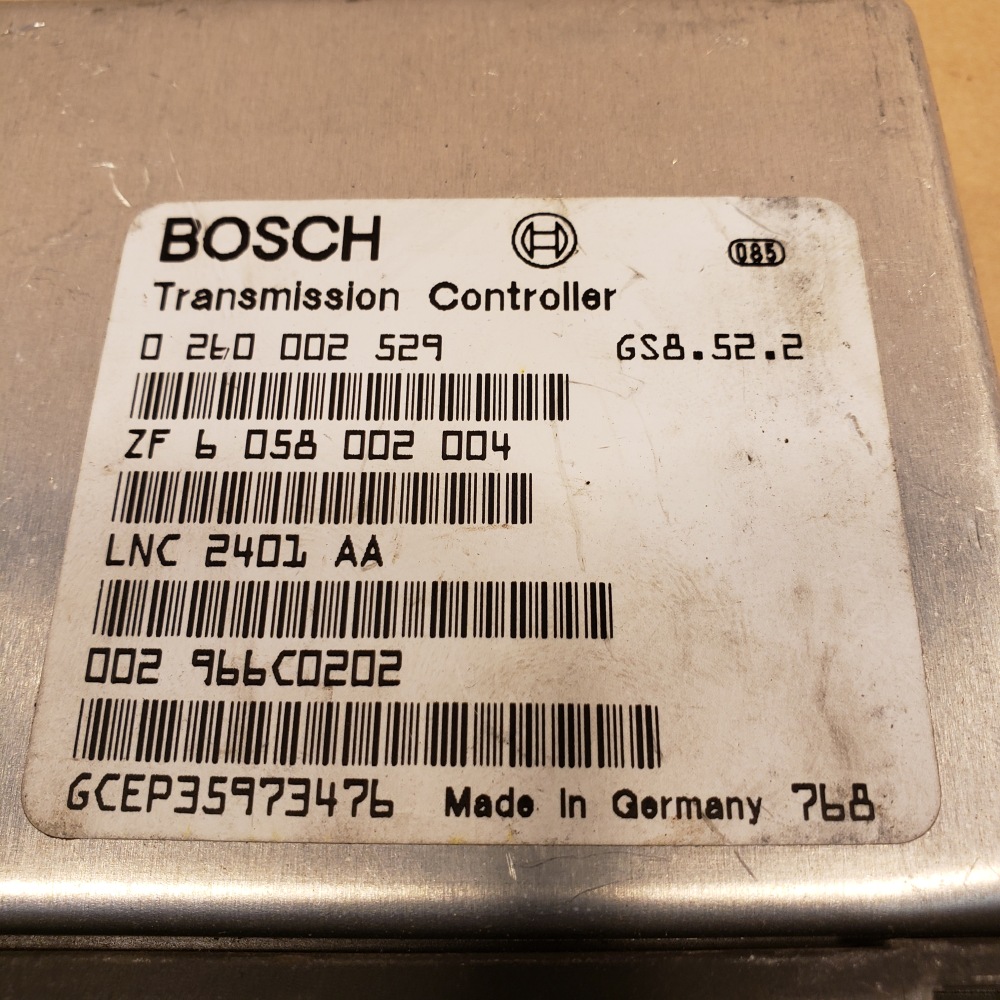 BOSCH 085
Transmission Controller
0 260 002 529 GS8.52.2
ZF 6 058 002 004
LNC 2401 AA
002 966C0202
GCEP35973476 Made In Germany 768